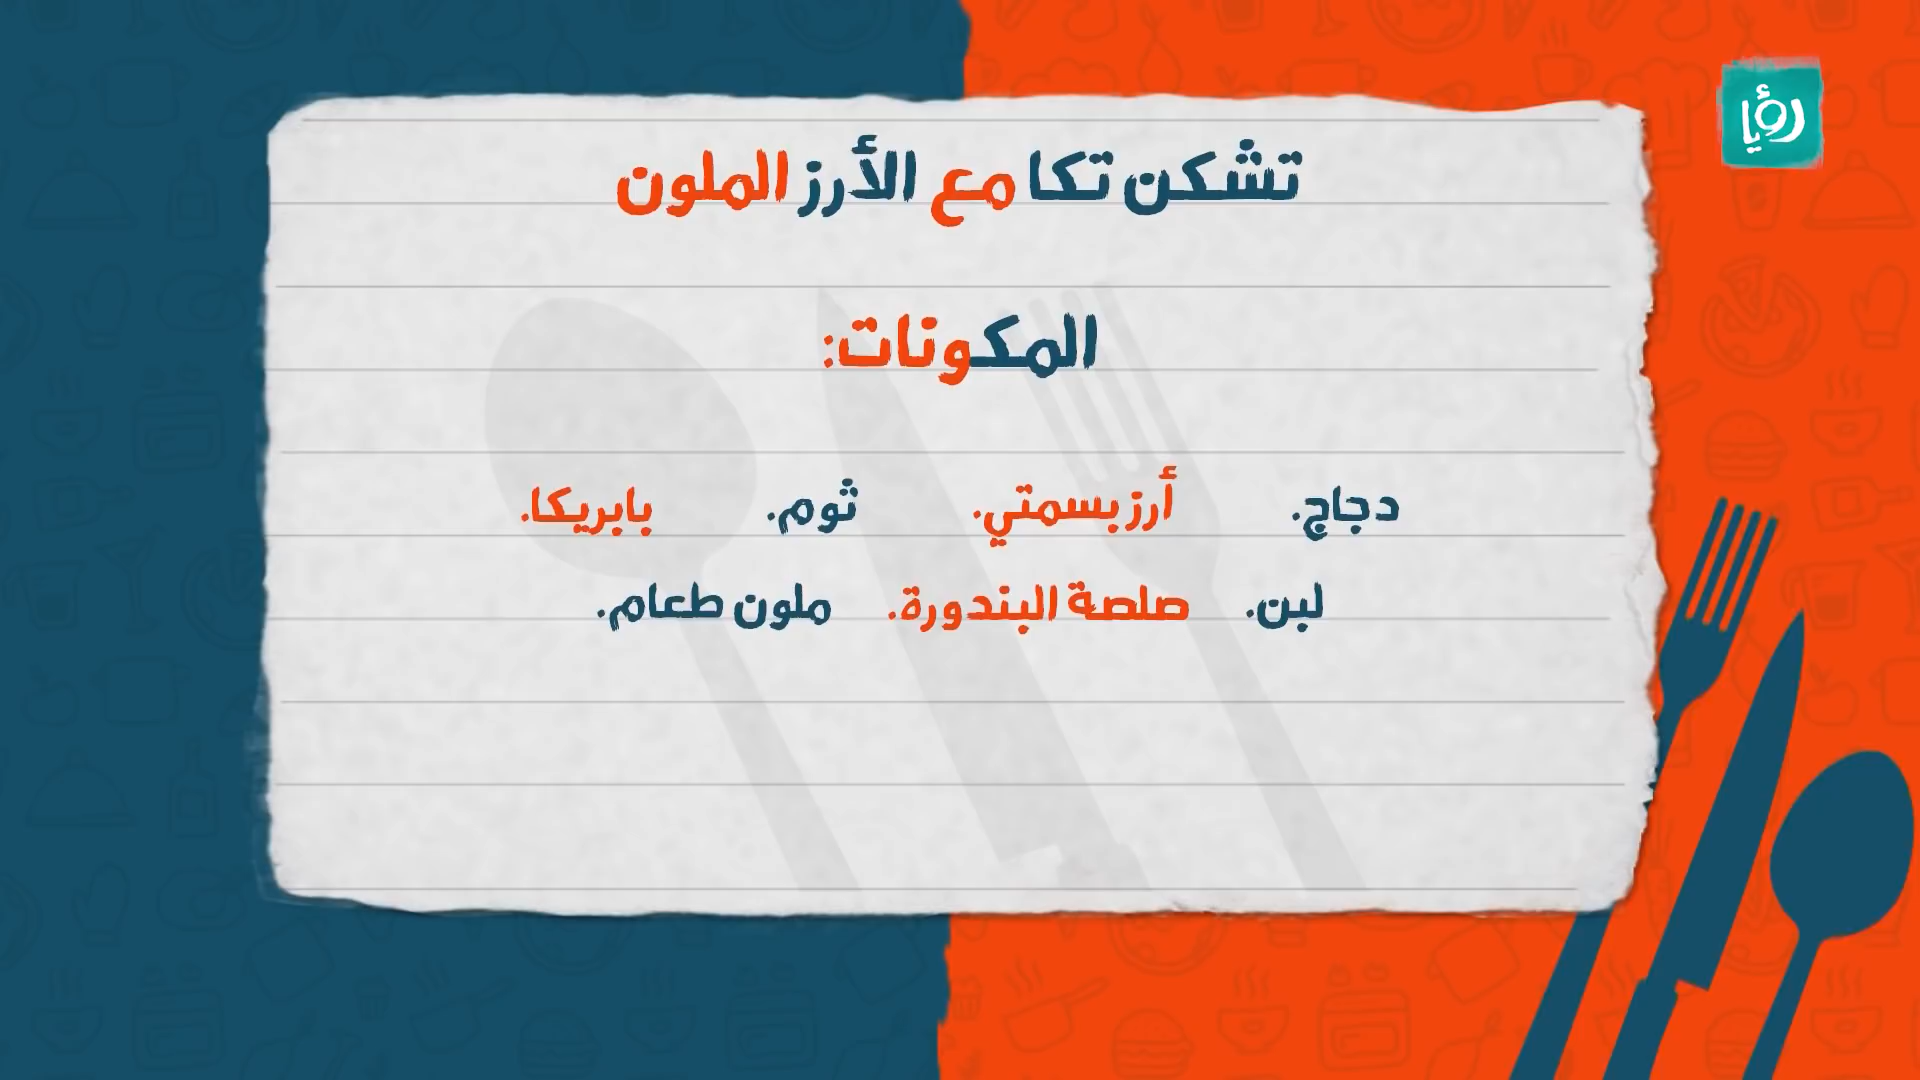 رؤيا
تشكن تكا مع الأرز الملون
المكونات:
دجاج. أرز بسمتي. ثوم. بابريكا.
لبن. صلصة البندورة. ملون طعام.